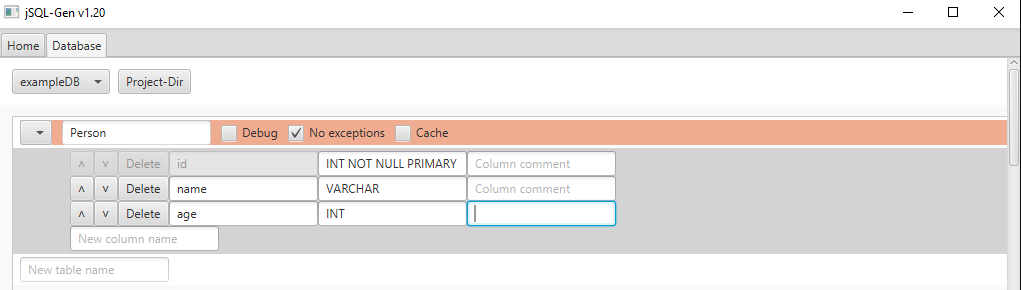 jSQL-Gen v1.20
Home Database
exampleDB Project-Dir
Person Debug No exceptions Cache
∧ ∨ Delete id INT NOT NULL PRIMARY Column comment
∧ ∨ Delete name VARCHAR Column comment
∧ ∨ Delete age INT
New column name
New table name